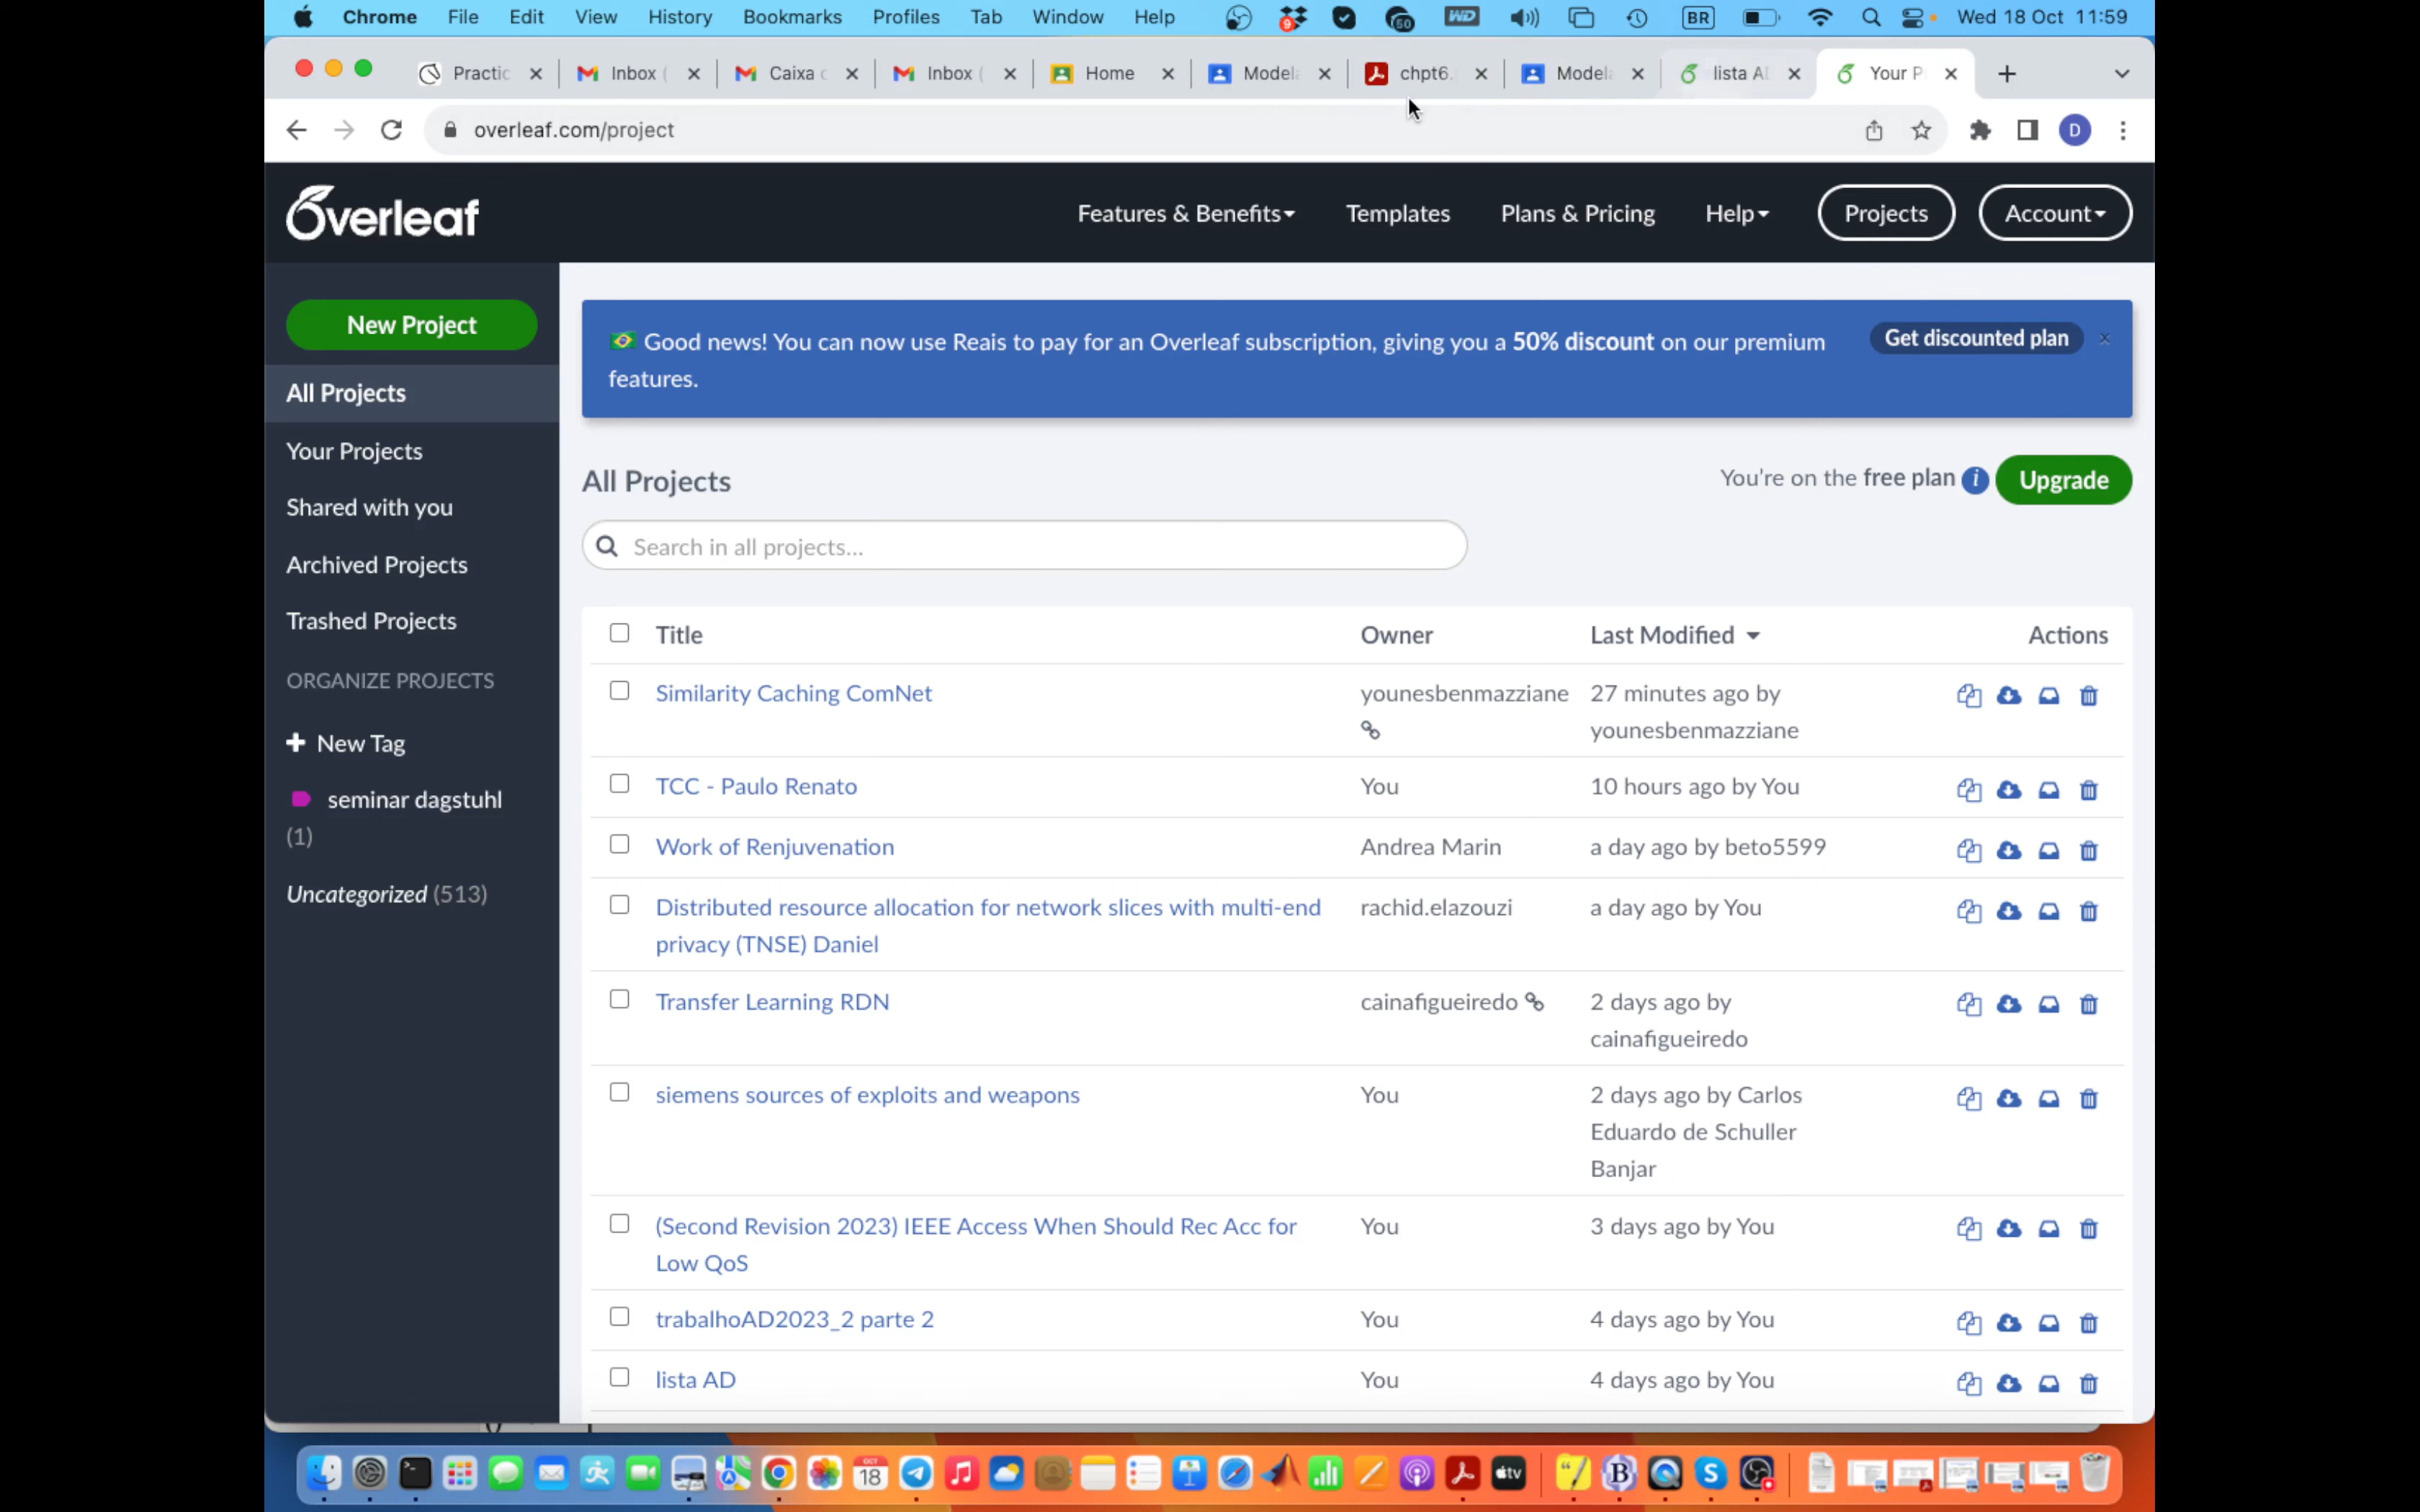 Chrome File Edit View History Bookmarks Profiles Tab Window Help 9 50 WD BR Wed 18 Oct 11:59
Practic Inbox ( Caixa Inbox ( Home Modela chpt6. Modela lista AD Your P
overleaf.com/project D
Overleaf Features & Benefits Templates Plans & Pricing Help Projects Account
New Project
All Projects
Your Projects
Shared with you
Archived Projects
Trashed Projects
ORGANIZE PROJECTS
New Tag
seminar dagstuhl
(1)
Uncategorized (513)
Good news! You can now use Reais to pay for an Overleaf subscription, giving you a 50% discount on our premium
features.
Get discounted plan ×
All Projects You're on the free plan i Upgrade
Search in all projects...
Title Owner Last Modified Actions
Similarity Caching ComNet younesbenmazziane 27 minutes ago by
younesbenmazziane
TCC - Paulo Renato You 10 hours ago by You
Work of Renjuvenation Andrea Marin a day ago by beto5599
Distributed resource allocation for network slices with multi-end rachid.elazouzi a day ago by You
privacy (TNSE) Daniel
Transfer Learning RDN cainafigueiredo 2 days ago by
cainafigueiredo
siemens sources of exploits and weapons You 2 days ago by Carlos
Eduardo de Schuller
Banjar
(Second Revision 2023) IEEE Access When Should Rec Acc for You 3 days ago by You
Low QoS
trabalhoAD2023_2 parte 2 You 4 days ago by You
lista AD You 4 days ago by You
OCT
18
tv
B
S